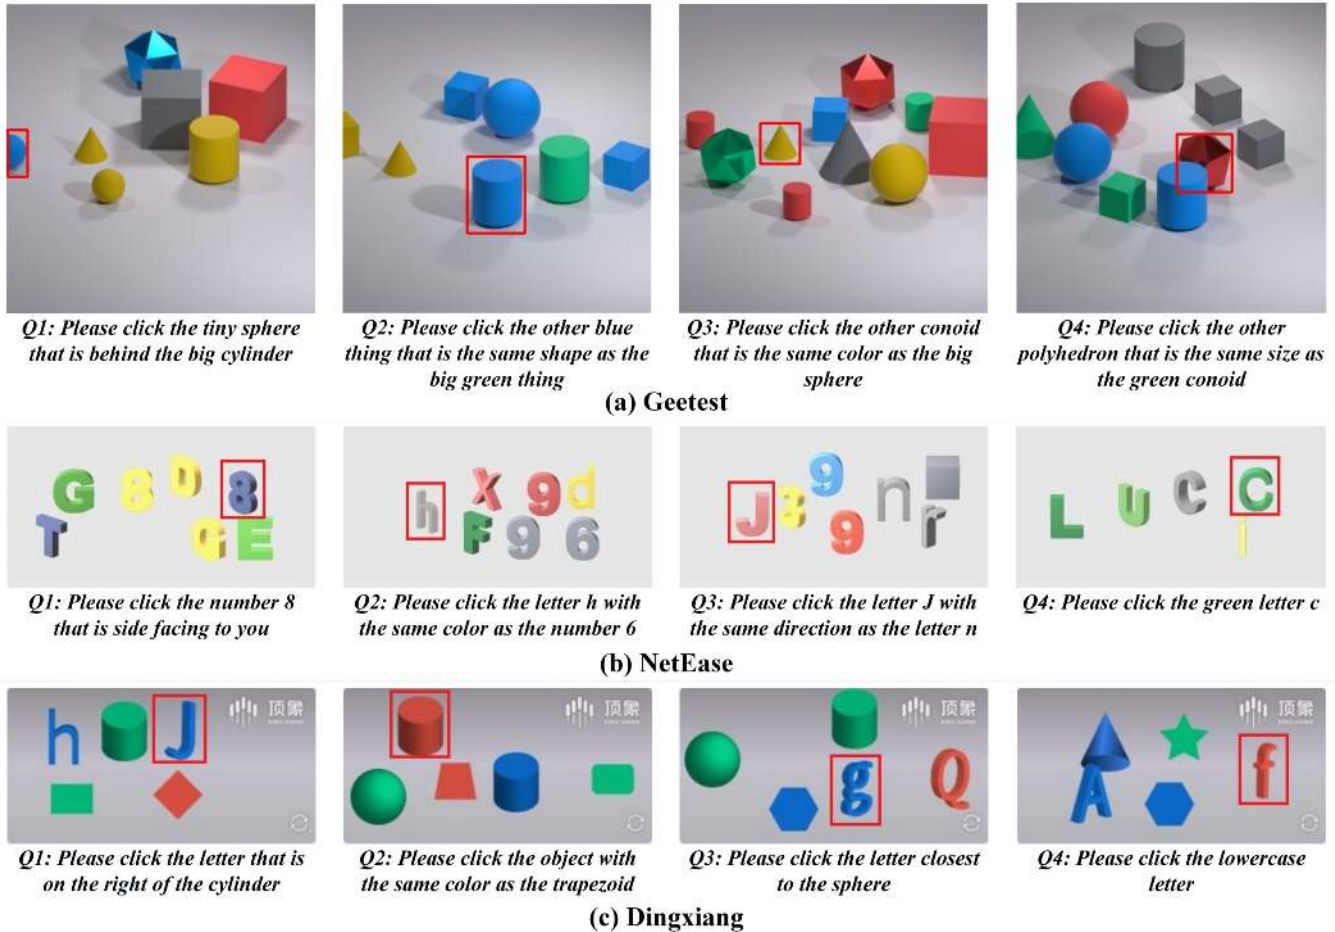 Q1: Please click the tiny sphere
that is behind the big cylinder
Q2: Please click the other blue
thing that is the same shape as the
big green thing
Q3: Please click the other conoid
that is the same color as the big
sphere
Q4: Please click the other
polyhedron that is the same size as
the green conoid
(a) Geetest
G 8 D 8
T G E
h X 9 d
F 9 6
J 3 9 n
9 r
L u c C
i
Q1: Please click the number 8
that is side facing to you
Q2: Please click the letter h with
the same color as the number 6
Q3: Please click the letter J with
the same direction as the letter n
Q4: Please click the green letter c
(b) NetEase
h J 顶象
顶象
顶象
g Q
顶象
A f
Q1: Please click the letter that is
on the right of the cylinder
Q2: Please click the object with
the same color as the trapezoid
Q3: Please click the letter closest
to the sphere
Q4: Please click the lowercase
letter
(c) Dingxiang